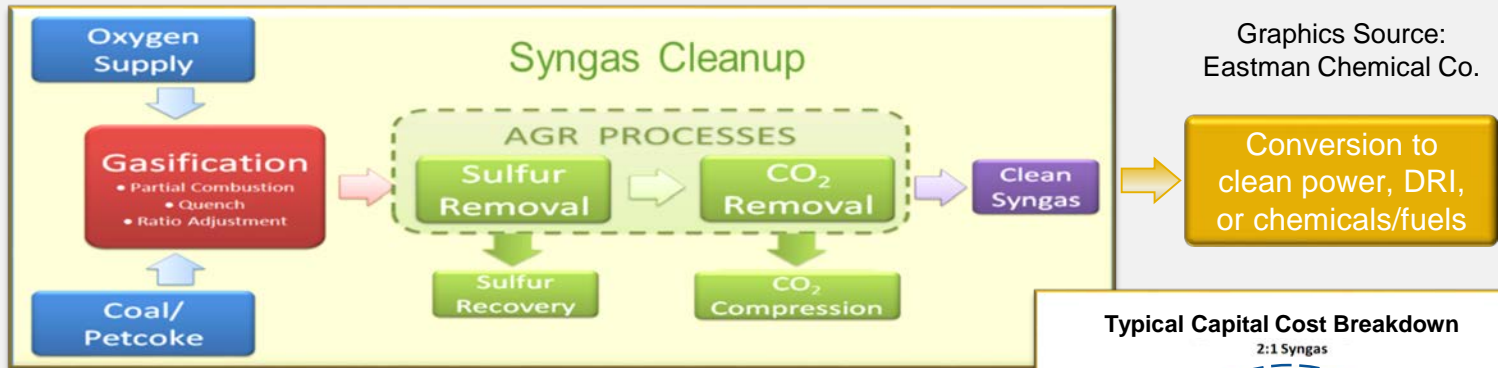 Oxygen
Supply
Syngas Cleanup
Graphics Source:
Eastman Chemical Co.
AGR PROCESSES
Gasification
• Partial Combustion
• Quench
• Ratio Adjustment
Sulfur
Removal
CO₂
Removal
Clean
Syngas
Conversion to
clean power, DRI,
or chemicals/fuels
Sulfur
Recovery
CO₂
Compression
Coal/
Petcoke
Typical Capital Cost Breakdown
2:1 Syngas